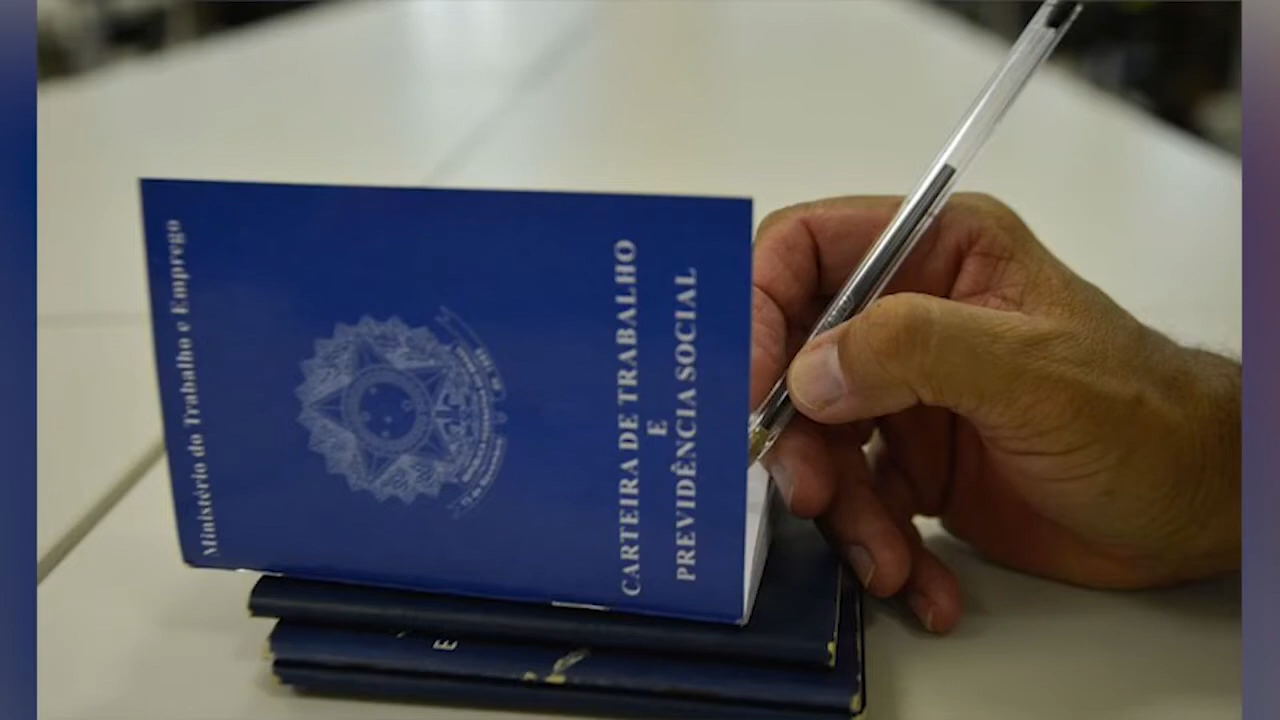 Ministério do Trabalho e Emprego
CARTEIRA DE TRABALHO
E
PREVIDÊNCIA SOCIAL
E